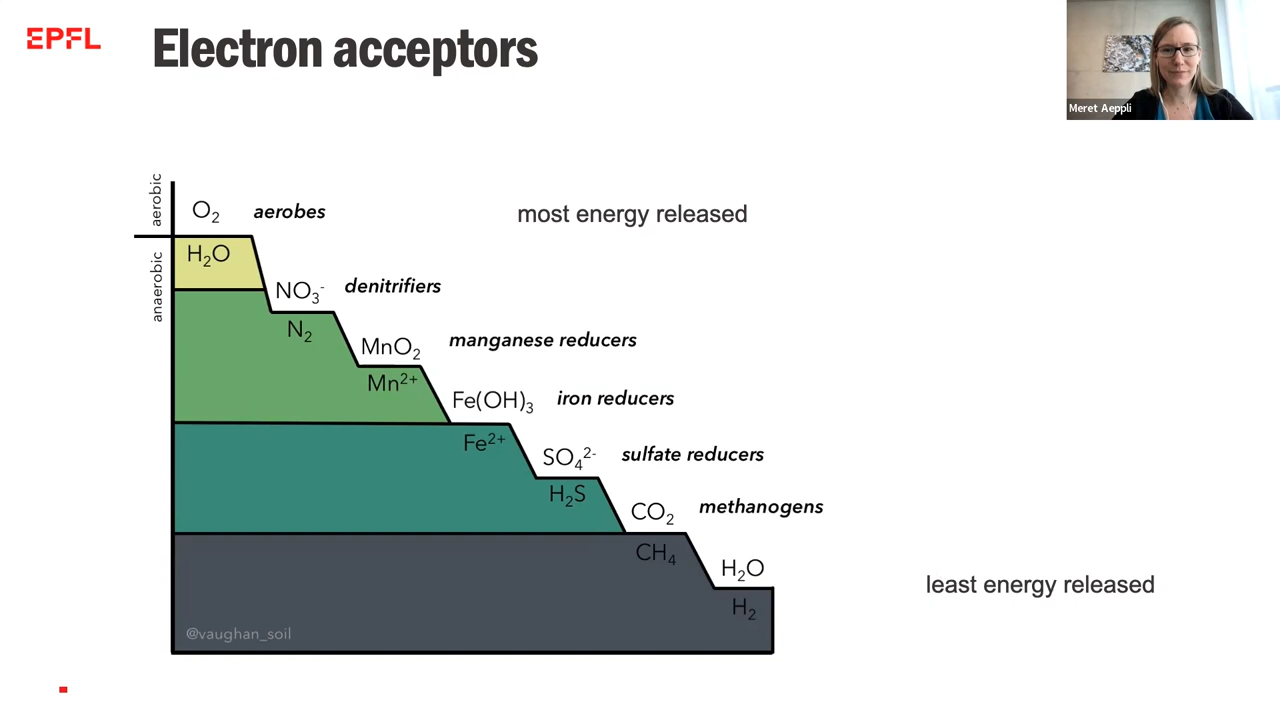 EPFL
Electron acceptors
Meret Aeppli
aerobic
anaerobic
O₂ aerobes
most energy released
H₂O
NO₃⁻ denitrifiers
N₂
MnO₂ manganese reducers
Mn²⁺
Fe(OH)₃ iron reducers
Fe²⁺
SO₄²⁻ sulfate reducers
H₂S
CO₂ methanogens
CH₄
H₂O
least energy released
H₂
@vaughan_soil